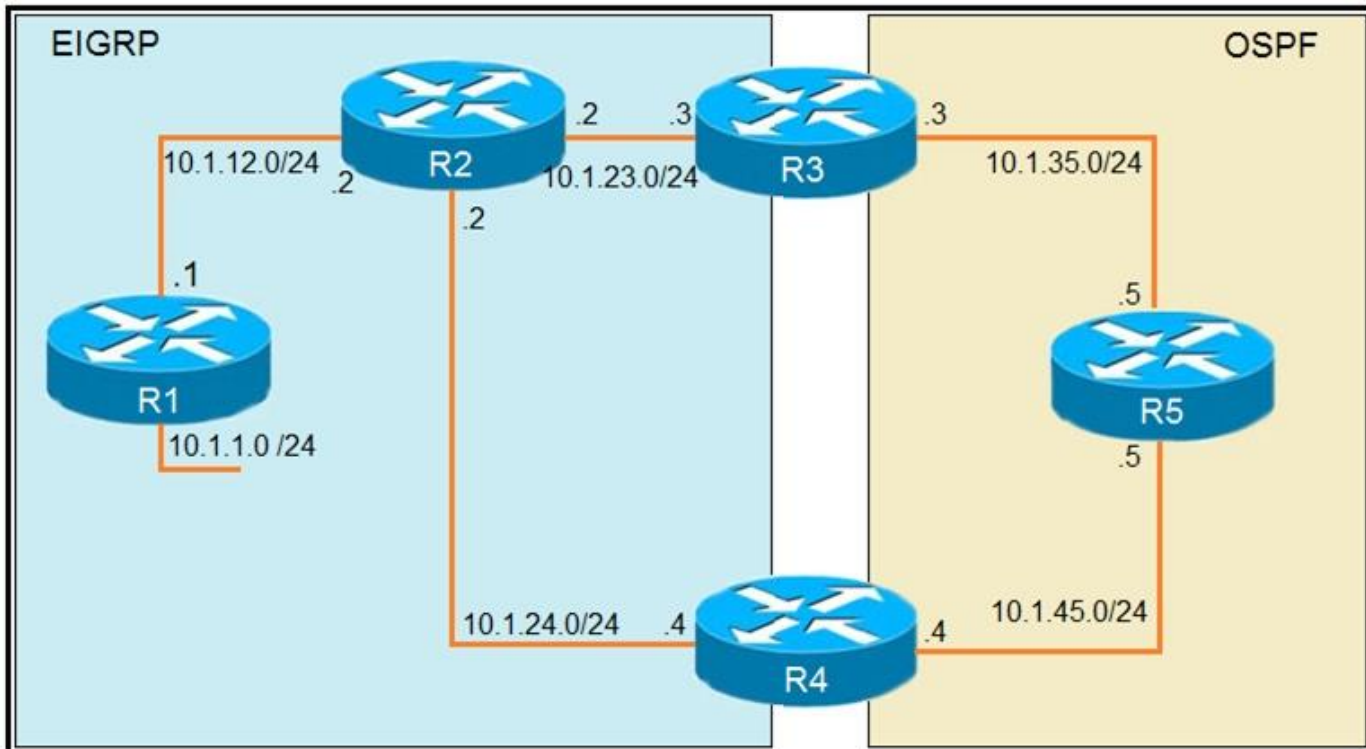 EIGRP
OSPF
.2
.3
.3
R2
R3
10.1.12.0/24
.2
10.1.23.0/24
10.1.35.0/24
.2
.1
.5
R1
R5
10.1.1.0 /24
.5
10.1.24.0/24
.4
.4
10.1.45.0/24
R4